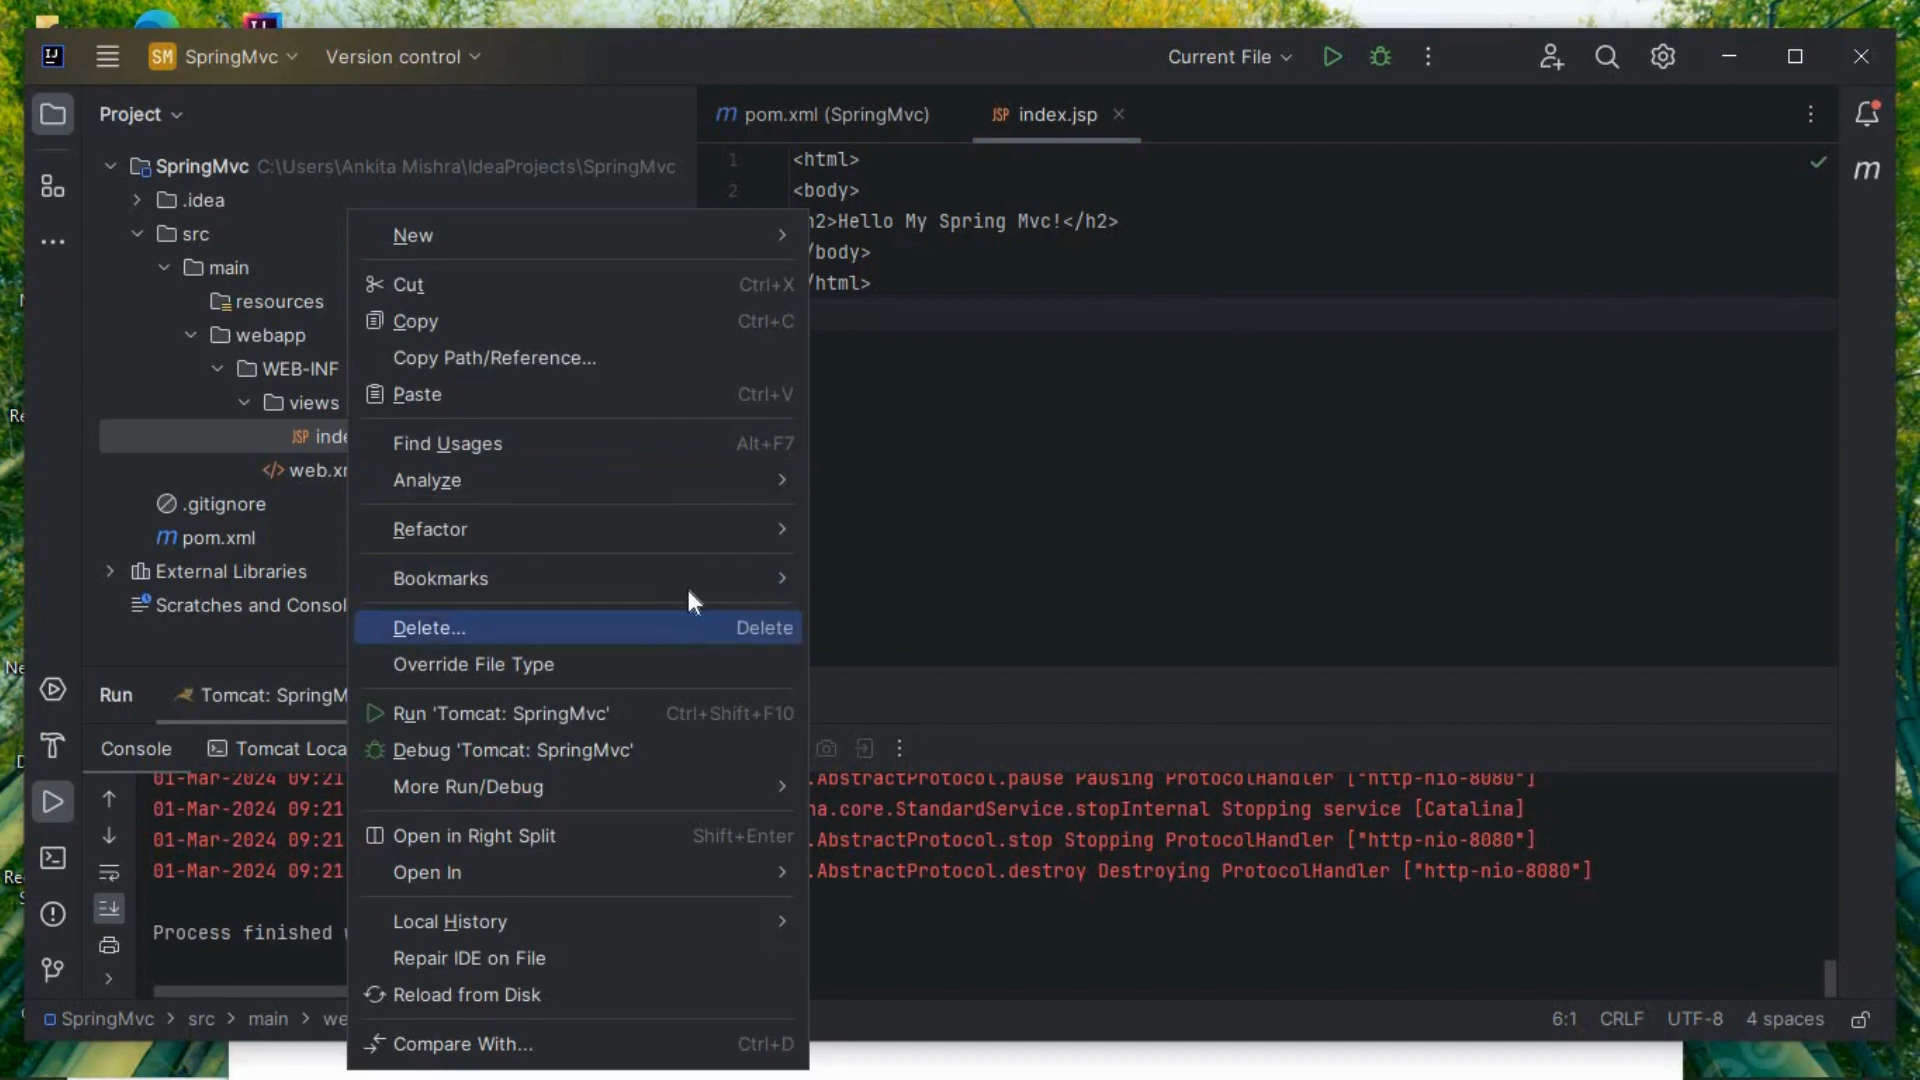 SM SpringMvc Version control Current File
Project
pom.xml (SpringMvc)
JSP index.jsp
SpringMvc C:\Users\Ankita Mishra\IdeaProjects\SpringMvc
.idea
src
main
resources
webapp
WEB-INF
views
JSP inde
</> web.x
.gitignore
m pom.xml
External Libraries
Scratches and Consol
1 <html>
2 <body>
h2>Hello My Spring Mvc!</h2>
/body>
/html>
New
Cut Ctrl+X
Copy Ctrl+C
Copy Path/Reference...
Paste Ctrl+V
Find Usages Alt+F7
Analyze
Refactor
Bookmarks
Delete... Delete
Override File Type
Run 'Tomcat: SpringMvc' Ctrl+Shift+F10
Debug 'Tomcat: SpringMvc'
More Run/Debug
Open in Right Split Shift+Enter
Open In
Local History
Repair IDE on File
Reload from Disk
Compare With... Ctrl+D
Run Tomcat: SpringM
Console Tomcat Loca
01-Mar-2024 09:21 .AbstractProtocol.pause Pausing ProtocolHandler ["http-nio-8080"]
01-Mar-2024 09:21 na.core.StandardService.stopInternal Stopping service [Catalina]
01-Mar-2024 09:21 .AbstractProtocol.stop Stopping ProtocolHandler ["http-nio-8080"]
01-Mar-2024 09:21 .AbstractProtocol.destroy Destroying ProtocolHandler ["http-nio-8080"]
Process finished
SpringMvc > src > main > we
6:1 CRLF UTF-8 4 spaces